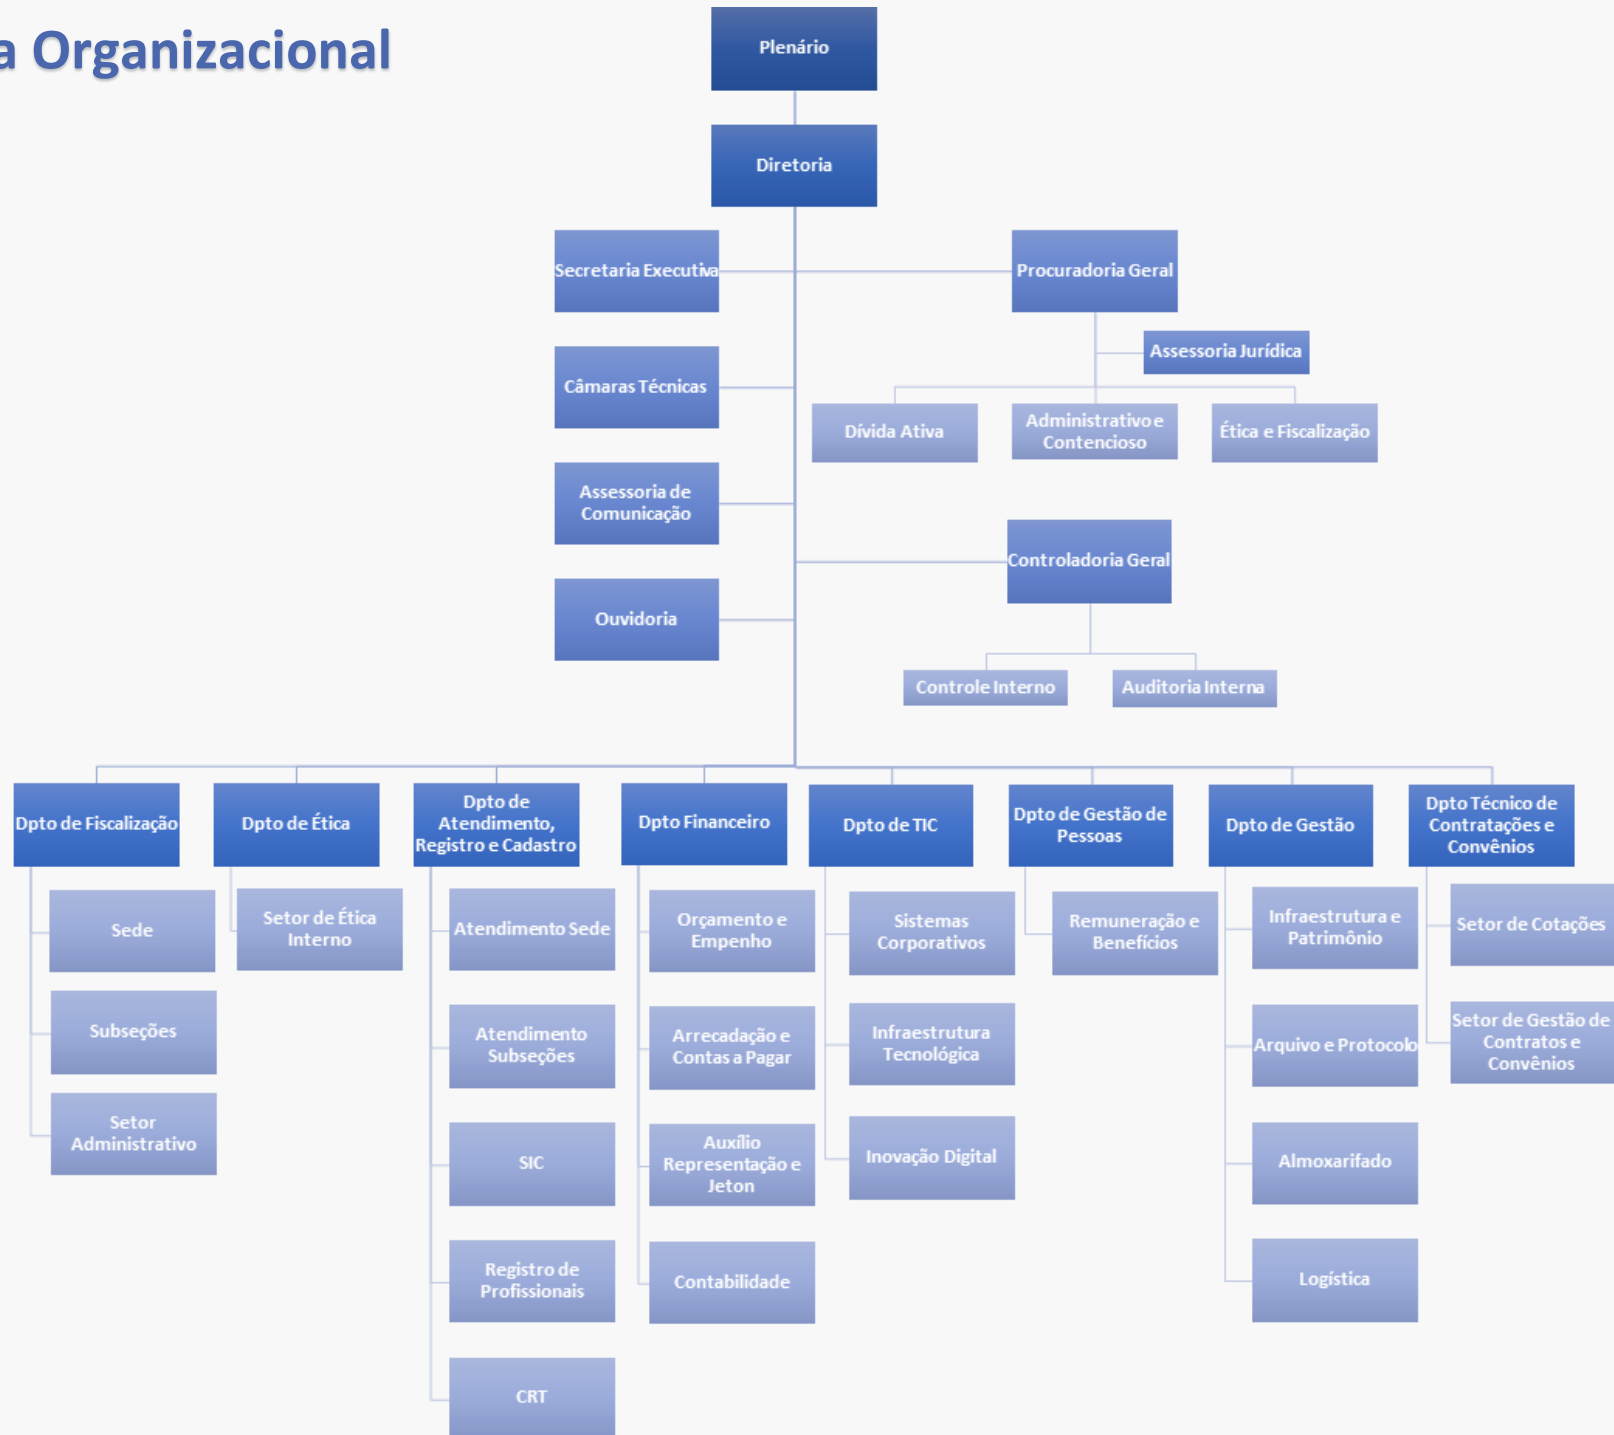 a Organizacional
Plenário
Diretoria
Secretaria Executiva
Procuradoria Geral
Assessoria Jurídica
Câmaras Técnicas
Dívida Ativa
Administrativo e
Contencioso
Ética e Fiscalização
Assessoria de
Comunicação
Controladoria Geral
Ouvidoria
Controle Interno
Auditoria Interna
Dpto de Fiscalização
Sede
Subseções
Setor
Administrativo
Dpto de Ética
Setor de Ética
Interno
Dpto de
Atendimento,
Registro e Cadastro
Atendimento Sede
Atendimento
Subseções
SIC
Registro de
Profissionais
CRT
Dpto Financeiro
Orçamento e
Empenho
Arrecadação e
Contas a Pagar
Auxílio
Representação e
Jeton
Contabilidade
Dpto de TIC
Sistemas
Corporativos
Infraestrutura
Tecnológica
Inovação Digital
Dpto de Gestão de
Pessoas
Remuneração e
Benefícios
Dpto de Gestão
Infraestrutura e
Patrimônio
Arquivo e Protocolo
Almoxarifado
Logística
Dpto Técnico de
Contratações e
Convênios
Setor de Cotações
Setor de Gestão de
Contratos e
Convênios